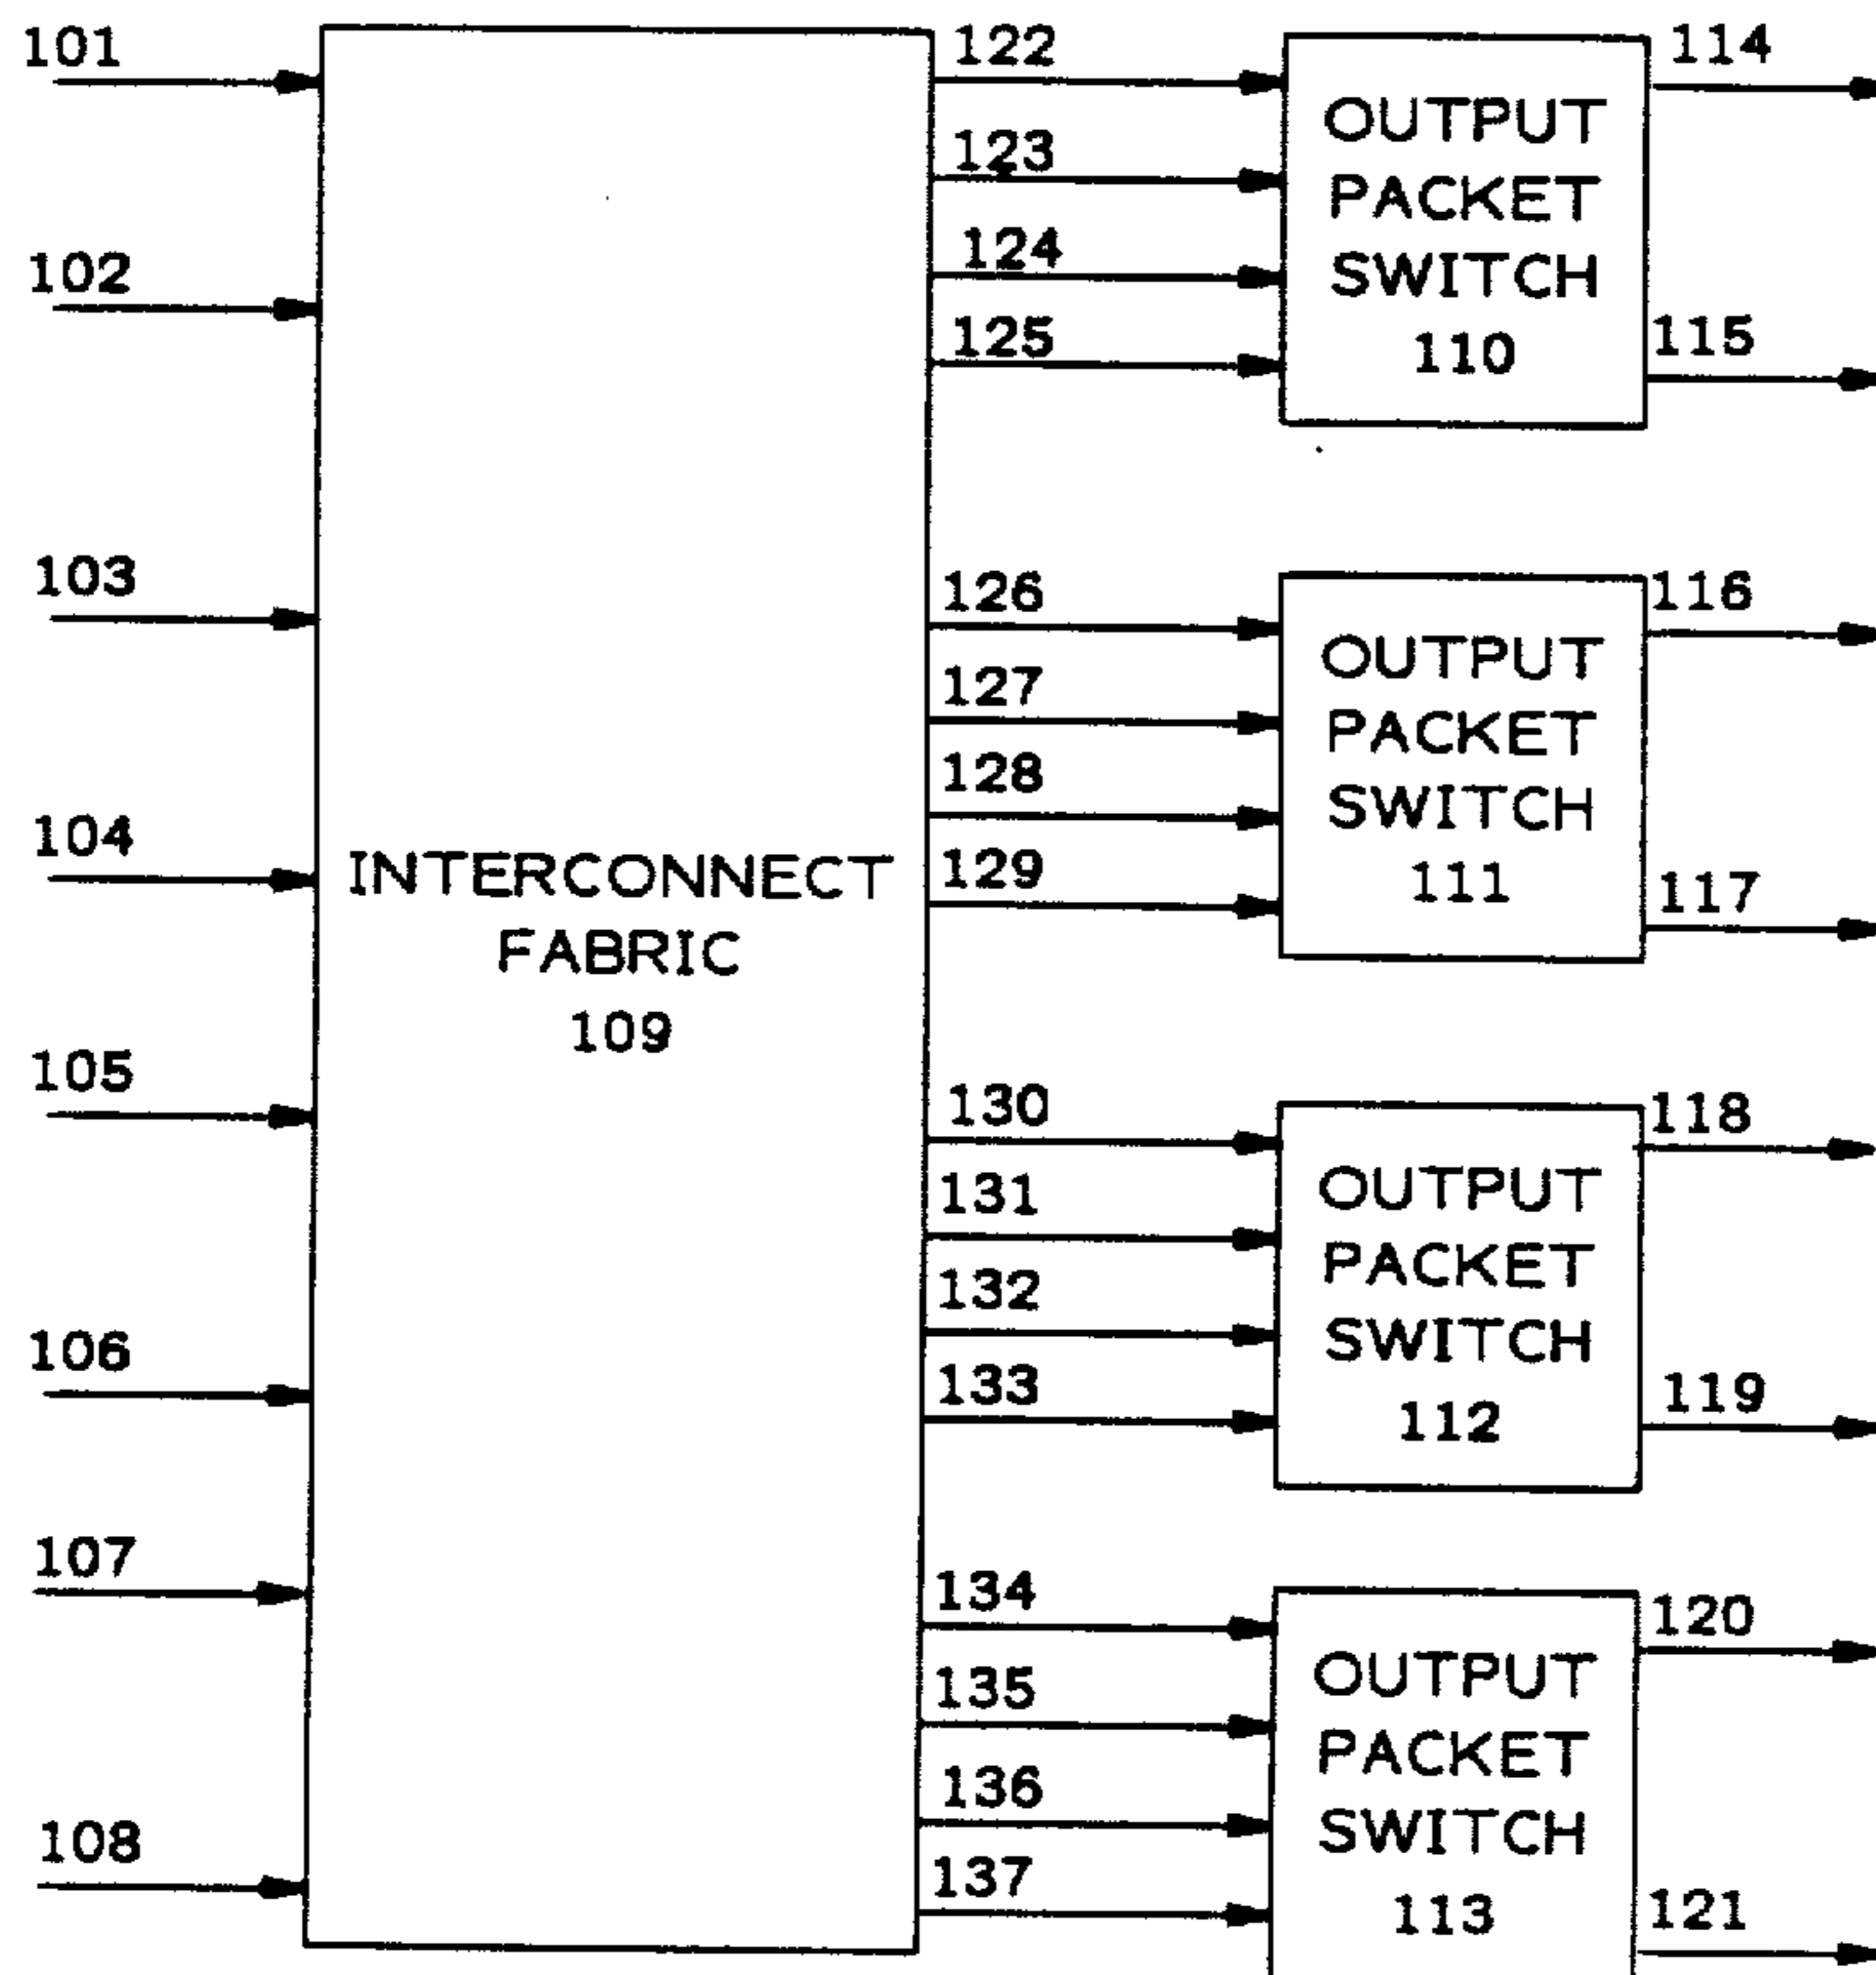 101
102
103
104
105
106
107
108
INTERCONNECT
FABRIC
109
122
123
124
125
126
127
128
129
130
131
132
133
134
135
136
137
OUTPUT
PACKET
SWITCH
110
OUTPUT
PACKET
SWITCH
111
OUTPUT
PACKET
SWITCH
112
OUTPUT
PACKET
SWITCH
113
114
115
116
117
118
119
120
121